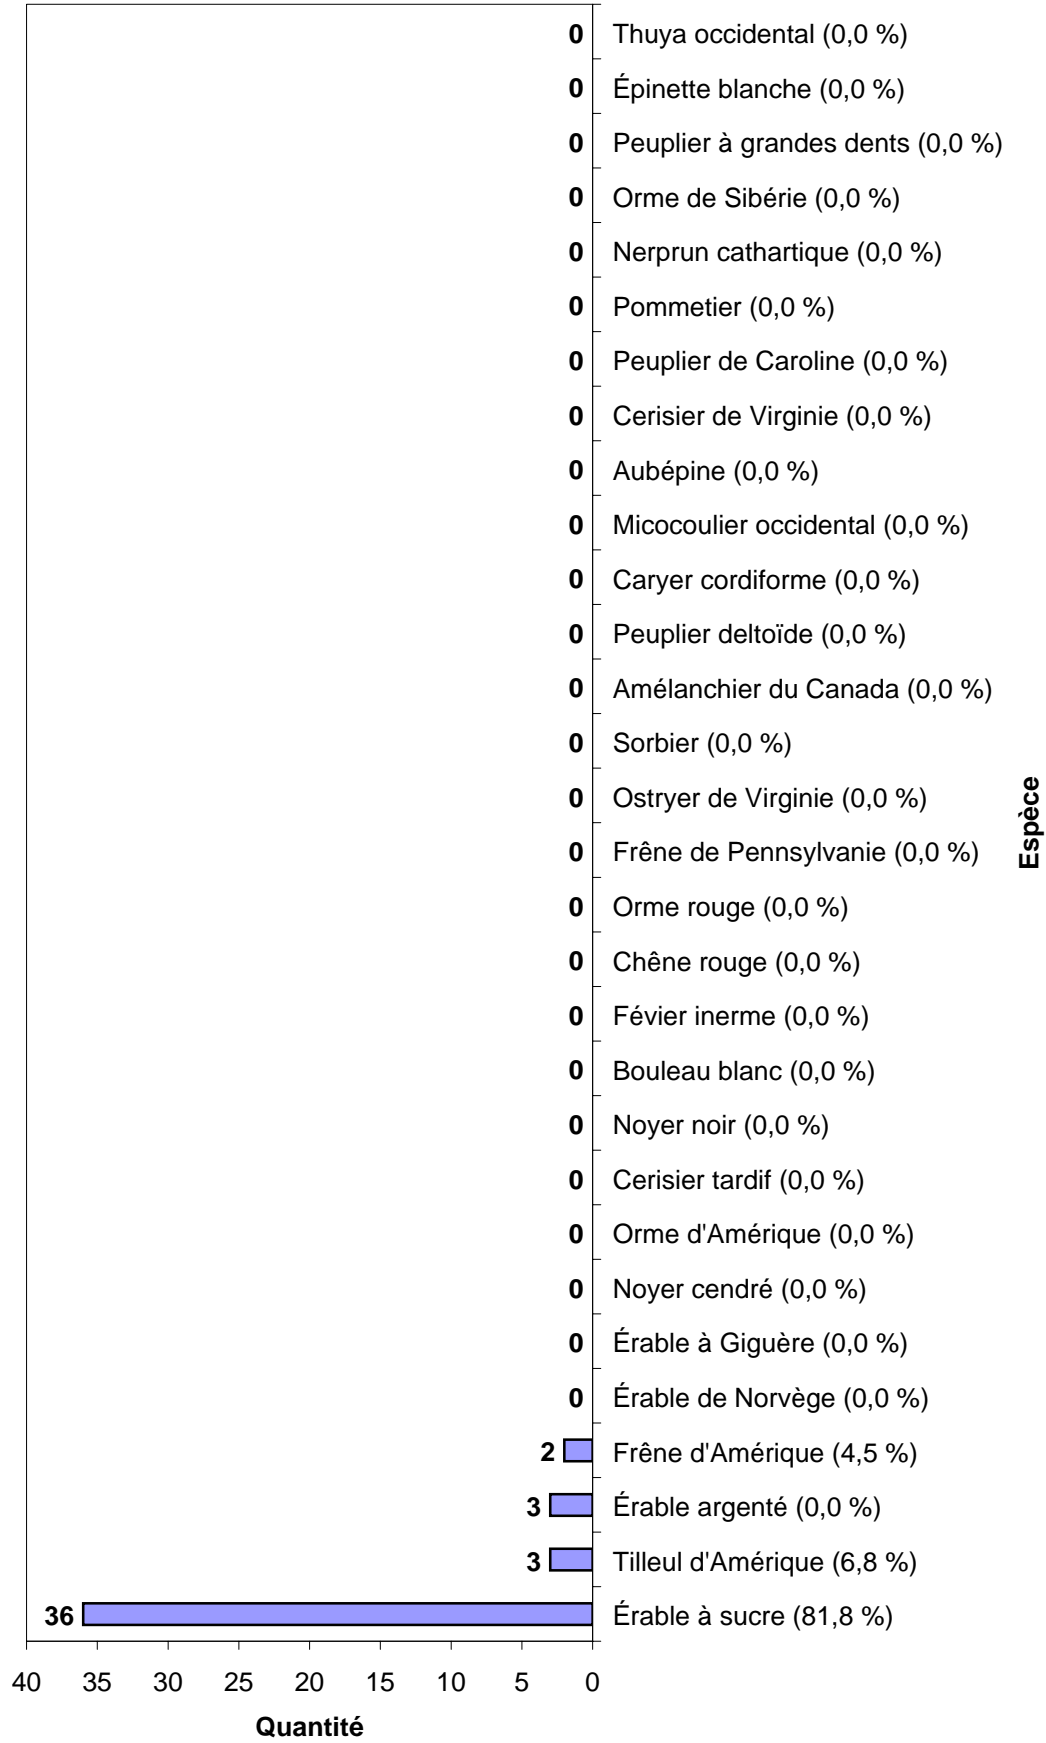 0 Thuya occidental (0,0 %)
0 Épinette blanche (0,0 %)
0 Peuplier à grandes dents (0,0 %)
0 Orme de Sibérie (0,0 %)
0 Nerprun cathartique (0,0 %)
0 Pommetier (0,0 %)
0 Peuplier de Caroline (0,0 %)
0 Cerisier de Virginie (0,0 %)
0 Aubépine (0,0 %)
0 Micocoulier occidental (0,0 %)
0 Caryer cordiforme (0,0 %)
0 Peuplier deltoïde (0,0 %)
0 Amélanchier du Canada (0,0 %)
0 Sorbier (0,0 %)
0 Ostryer de Virginie (0,0 %)
0 Frêne de Pennsylvanie (0,0 %)
0 Orme rouge (0,0 %)
0 Chêne rouge (0,0 %)
0 Févier inerme (0,0 %)
0 Bouleau blanc (0,0 %)
0 Noyer noir (0,0 %)
0 Cerisier tardif (0,0 %)
0 Orme d'Amérique (0,0 %)
0 Noyer cendré (0,0 %)
0 Érable à Giguère (0,0 %)
0 Érable de Norvège (0,0 %)
2 Frêne d'Amérique (4,5 %)
3 Érable argenté (0,0 %)
3 Tilleul d'Amérique (6,8 %)
36 Érable à sucre (81,8 %)
40 35 30 25 20 15 10 5 0
Quantité
Espèce